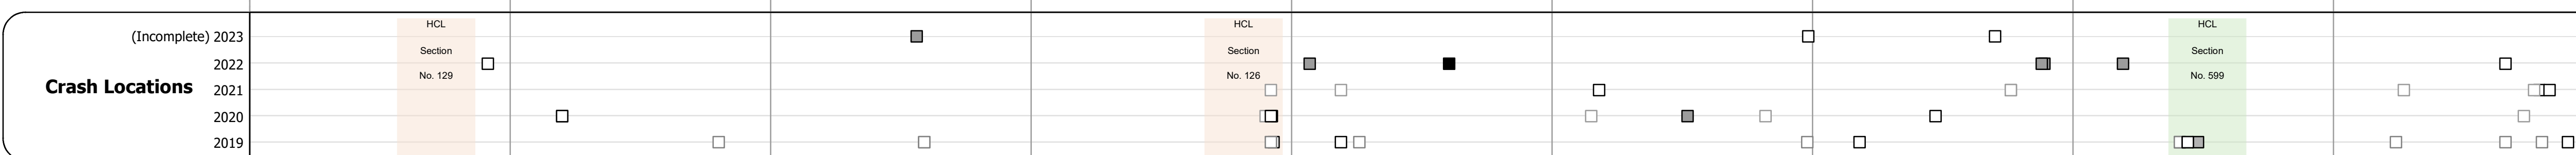 Crash Locations
(Incomplete) 2023
2022
2021
2020
2019
HCL
Section
No. 129
HCL
Section
No. 126
HCL
Section
No. 599